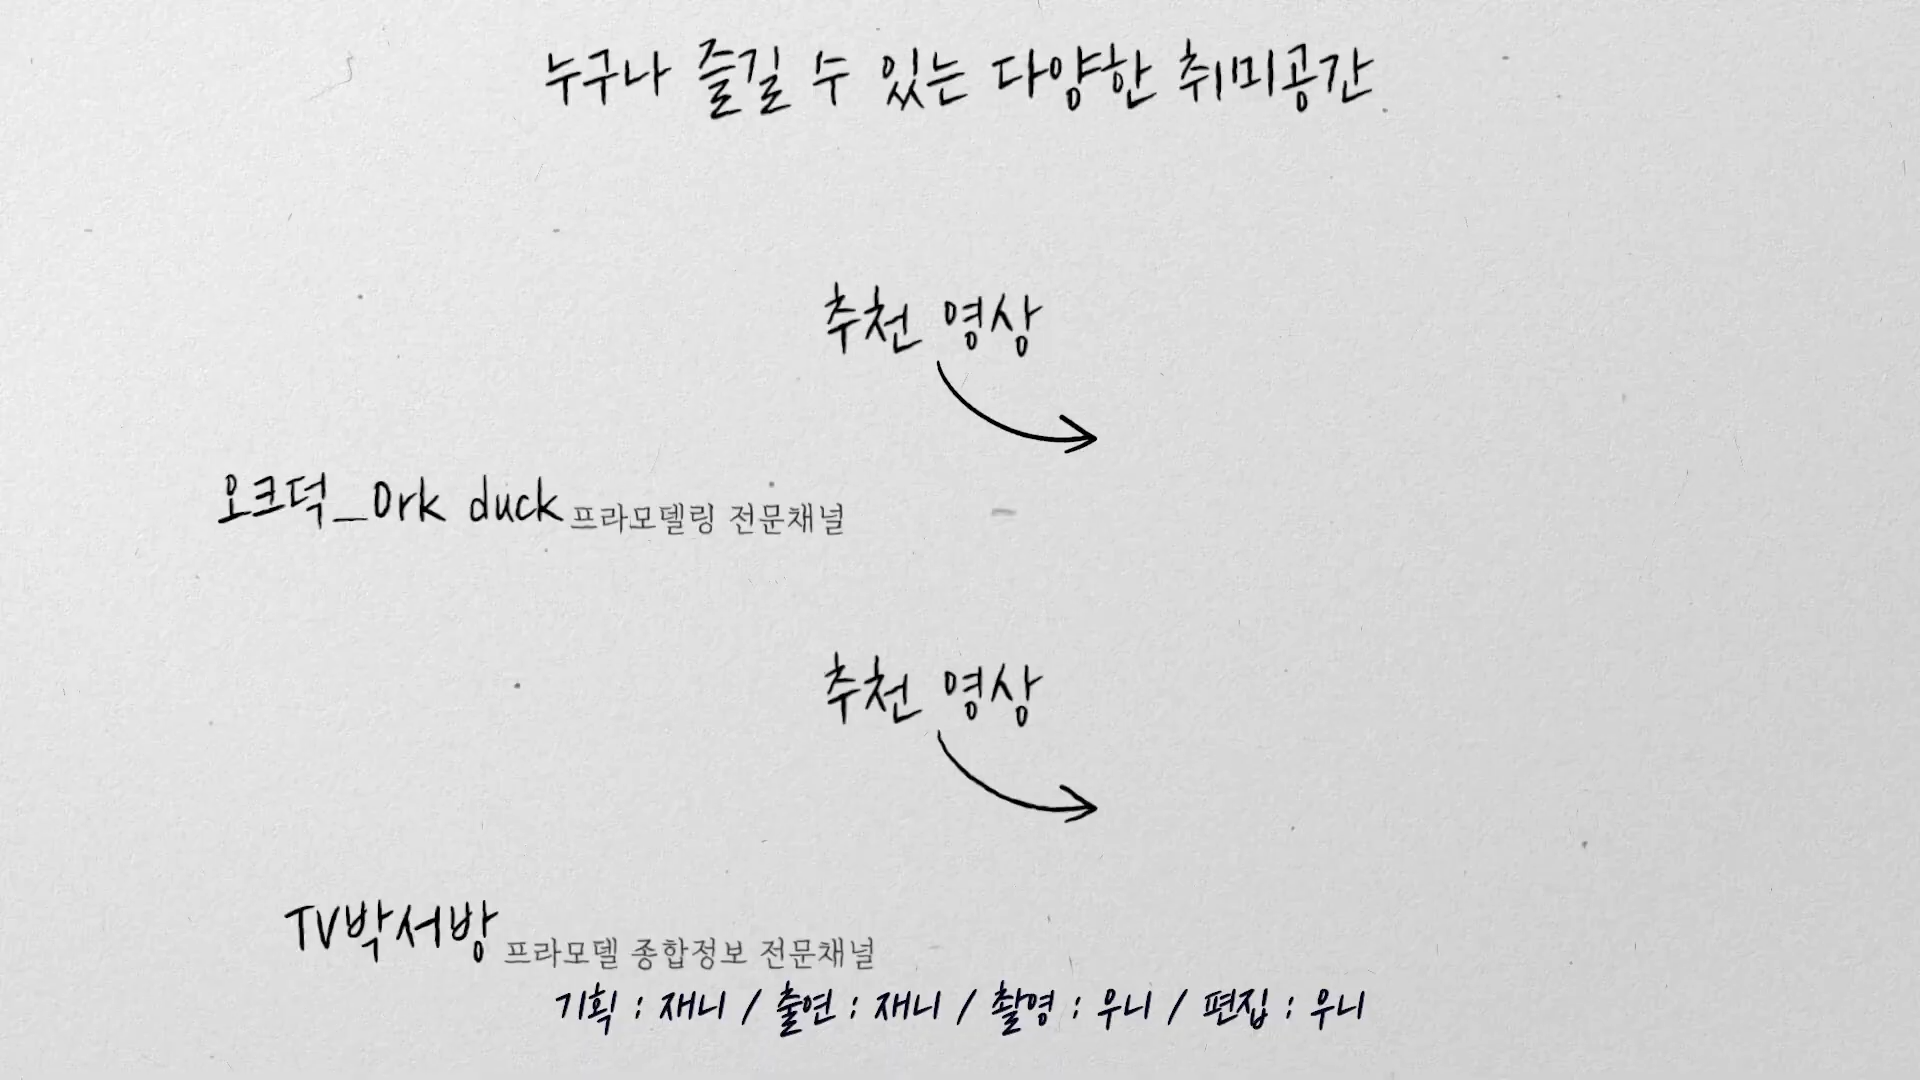 누구나 즐길 수 있는 다양한 취미공간
추천 영상
오크덕_Ork duck 프라모델링 전문채널
추천 영상
TV박서방 프라모델 종합정보 전문채널
기획 : 재니 / 출연 : 재니 / 촬영 : 우니 / 편집 : 우니